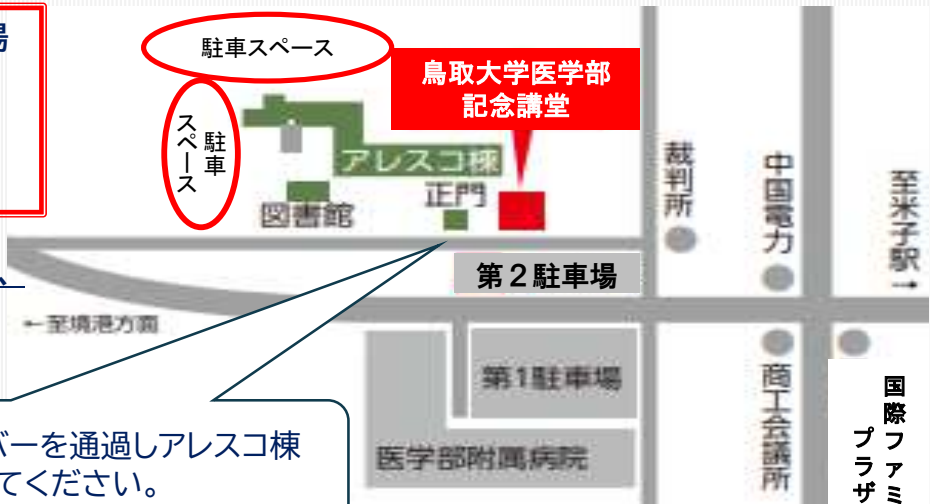 場
駐車スペース
駐車
スペース
鳥取大学医学部
記念講堂
アレスコ棟
正門
図書館
裁判所
中国電力
至米子駅→
第２駐車場
←至境港方面
第1駐車場
医学部附属病院
商工会議所
国際ファミ
プラザ
バーを通過しアレスコ棟
てください。